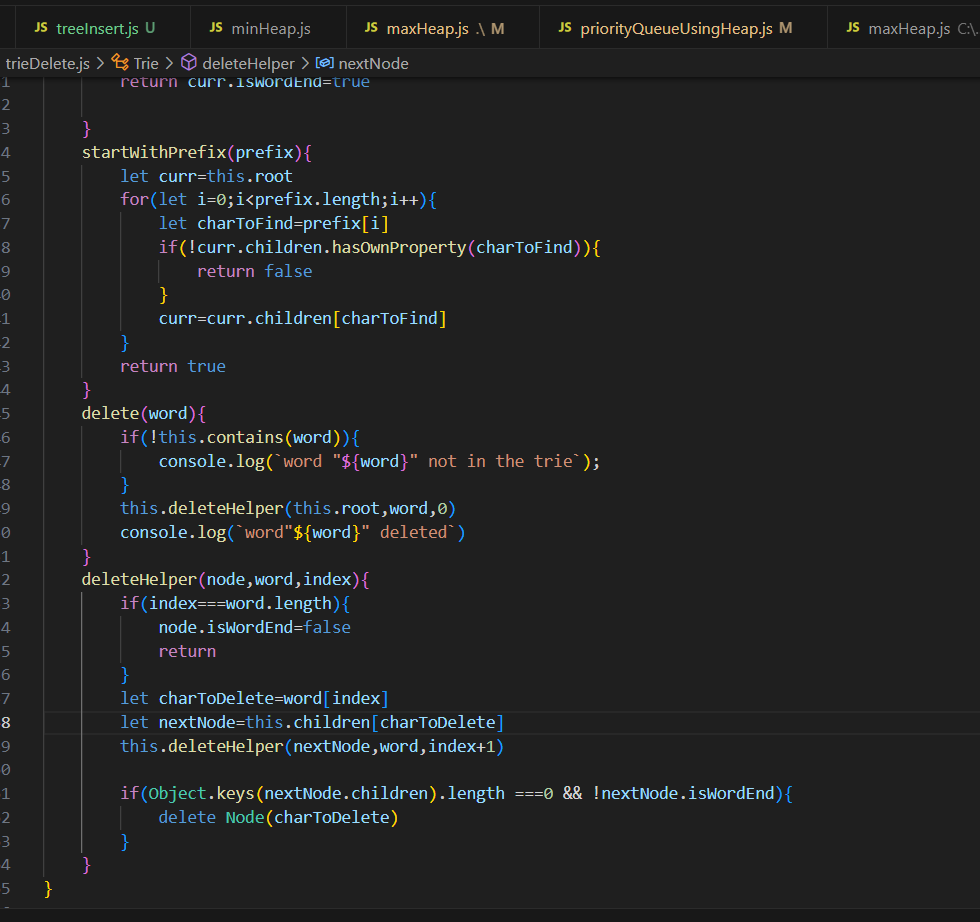 JS treeInsert.js U JS minHeap.js JS maxHeap.js .\ M JS priorityQueueUsingHeap.js M JS maxHeap.js C:\.
trieDelete.js > Trie > deleteHelper > nextNode
1 return curr.isWordEnd=true
2
3 }
4 startWithPrefix(prefix){
5 let curr=this.root
6 for(let i=0;i<prefix.length;i++){
7 let charToFind=prefix[i]
8 if(!curr.children.hasOwnProperty(charToFind)){
9 return false
0 }
1 curr=curr.children[charToFind]
2 }
3 return true
4 }
5 delete(word){
6 if(!this.contains(word)){
7 console.log(`word "${word}" not in the trie`);
8 }
9 this.deleteHelper(this.root,word,0)
0 console.log(`word"${word}" deleted`)
1 }
2 deleteHelper(node,word,index){
3 if(index===word.length){
4 node.isWordEnd=false
5 return
6 }
7 let charToDelete=word[index]
8 let nextNode=this.children[charToDelete]
9 this.deleteHelper(nextNode,word,index+1)
0
1 if(Object.keys(nextNode.children).length ===0 && !nextNode.isWordEnd){
2 delete Node(charToDelete)
3 }
4 }
5 }